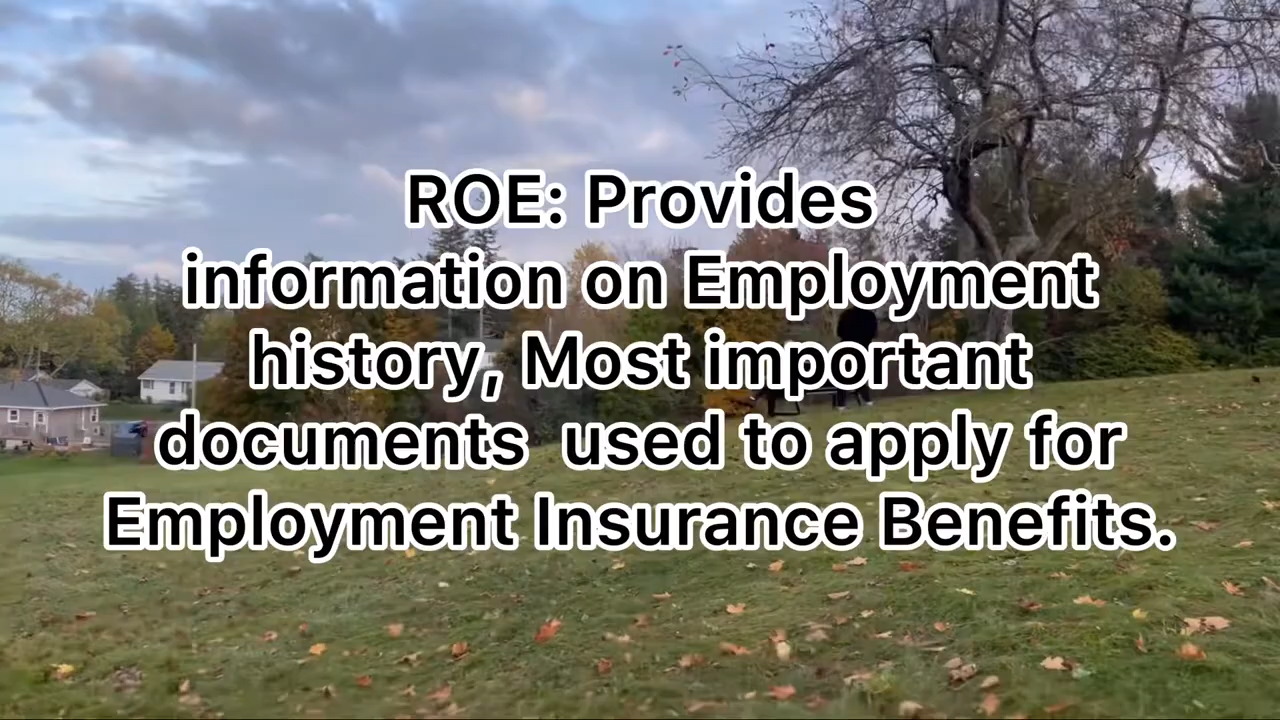 ROE: Provides
information on Employment
history, Most important
documents  used to apply for
Employment Insurance Benefits.